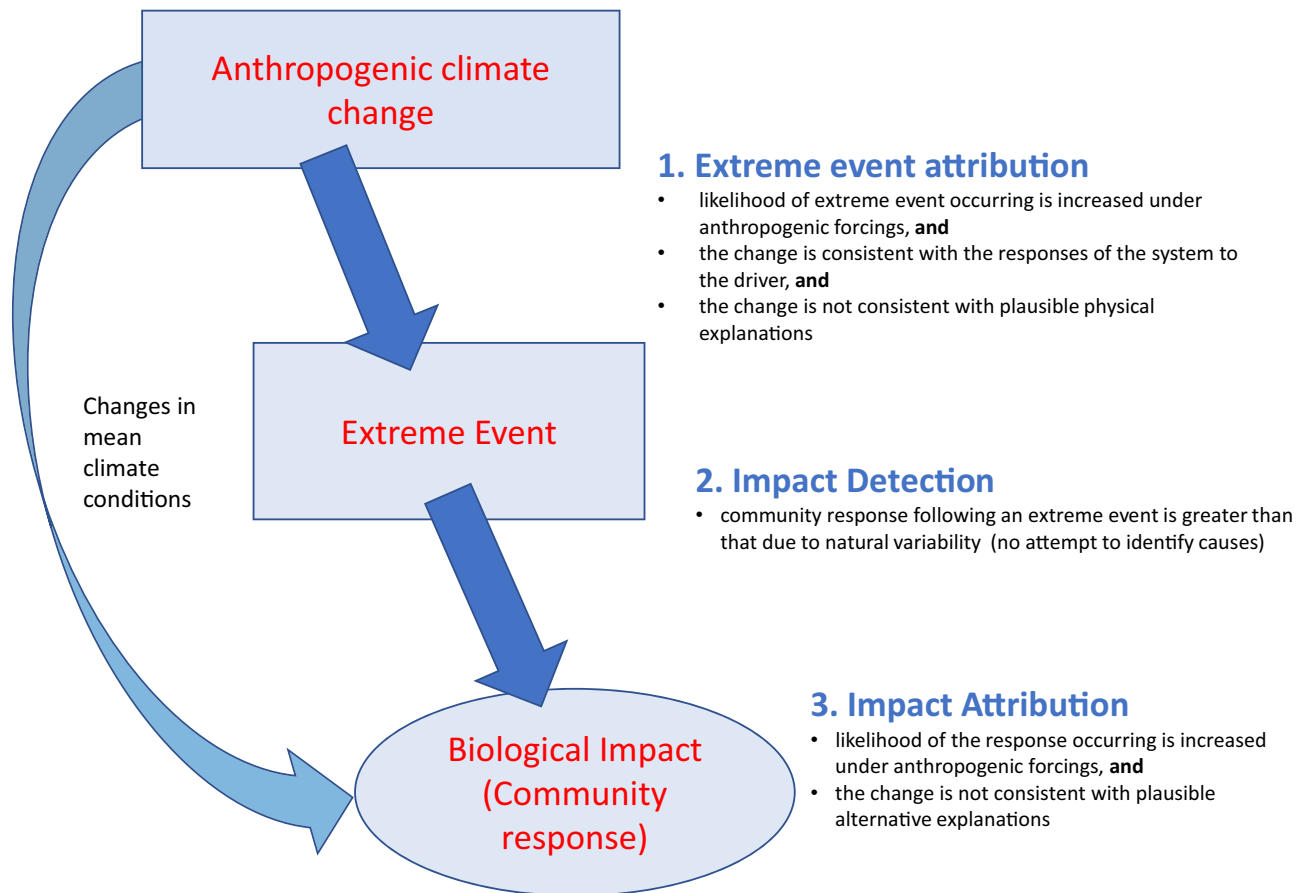 Anthropogenic climate
change
1. Extreme event attribution
• likelihood of extreme event occurring is increased under
anthropogenic forcings, and
• the change is consistent with the responses of the system to
the driver, and
• the change is not consistent with plausible physical
explanations
Changes in
mean
climate
conditions
Extreme Event
2. Impact Detection
• community response following an extreme event is greater than
that due to natural variability (no attempt to identify causes)
3. Impact Attribution
• likelihood of the response occurring is increased
under anthropogenic forcings, and
• the change is not consistent with plausible
alternative explanations
Biological Impact
(Community
response)